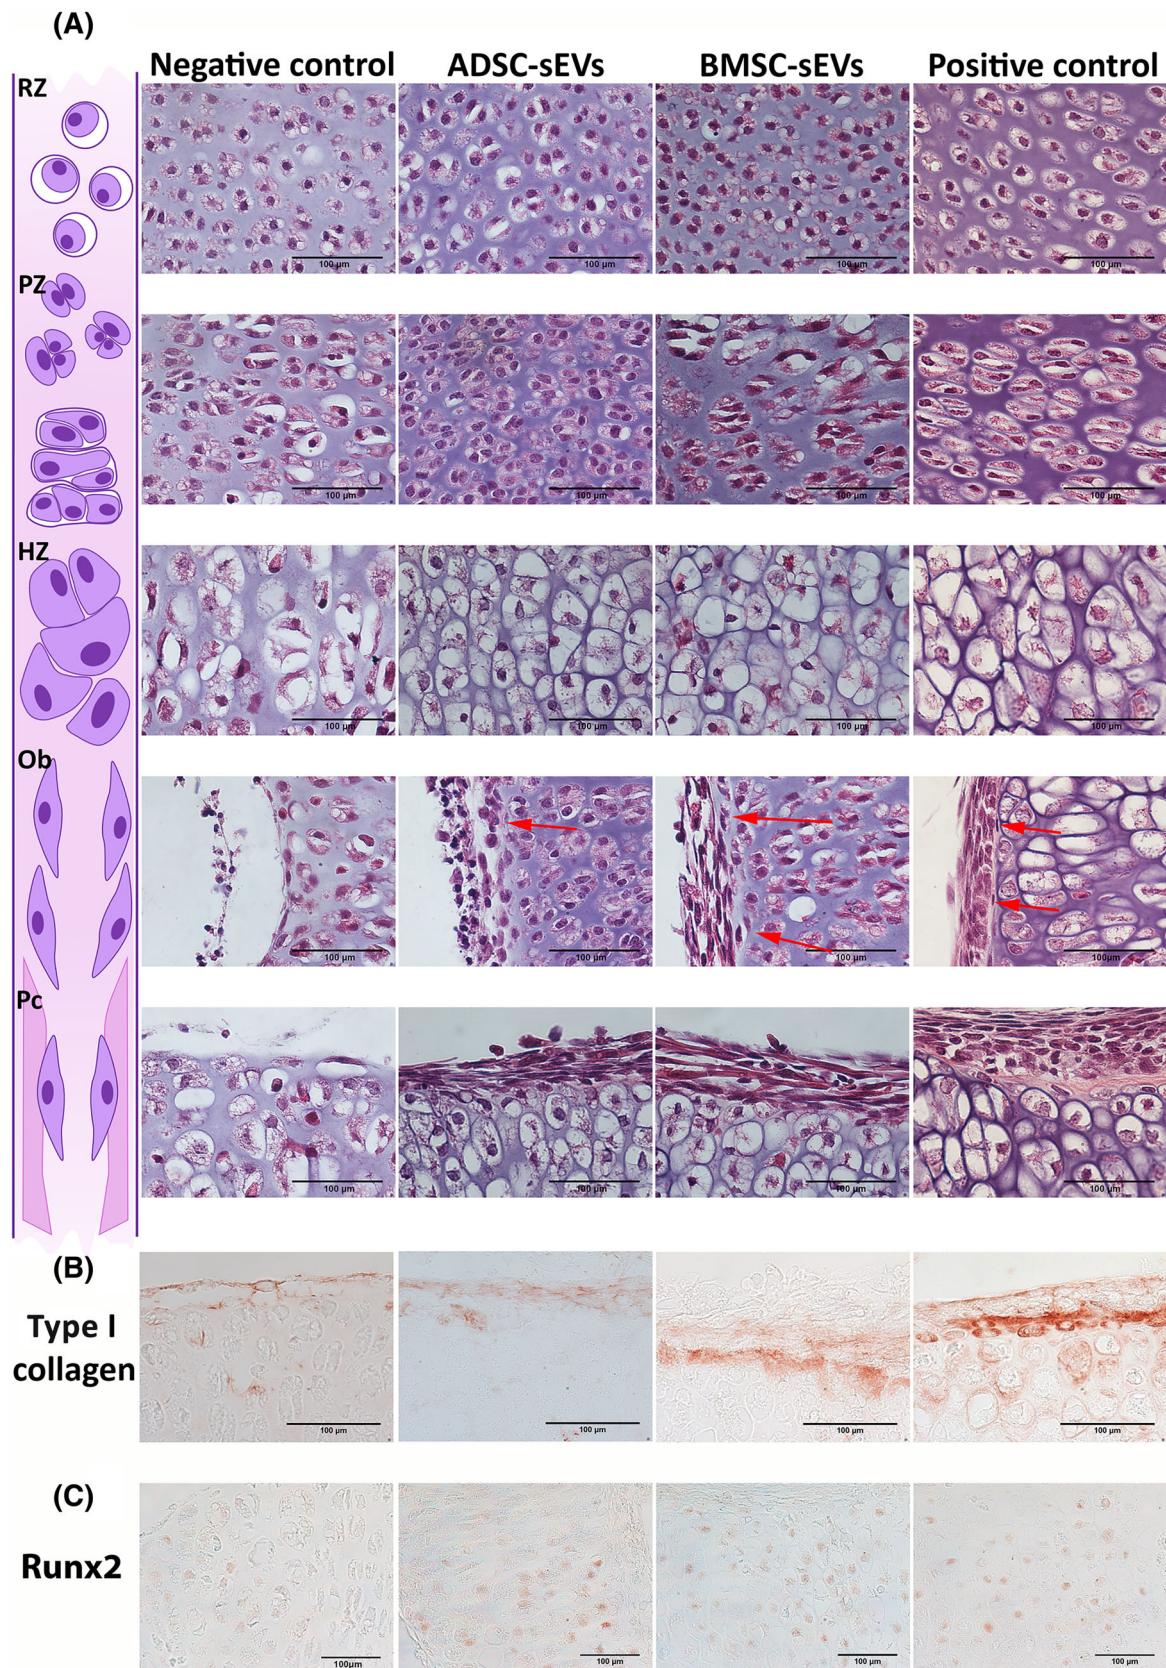 (A)
Negative control ADSC-sEVs BMSC-sEVs Positive control
RZ
100 µm 100 µm 100 µm 100 µm
PZ
100 µm 100 µm 100 µm 100 µm
HZ
100 µm 100 µm 100 µm 100 µm
Ob
100 µm 100 µm 100 µm 100µm
Pc
100 µm 100 µm 100 µm 100 µm
(B)
Type I
collagen
100 µm 100 µm 100 µm 100 µm
(C)
Runx2
100µm 100 µm 100 µm 100 µm